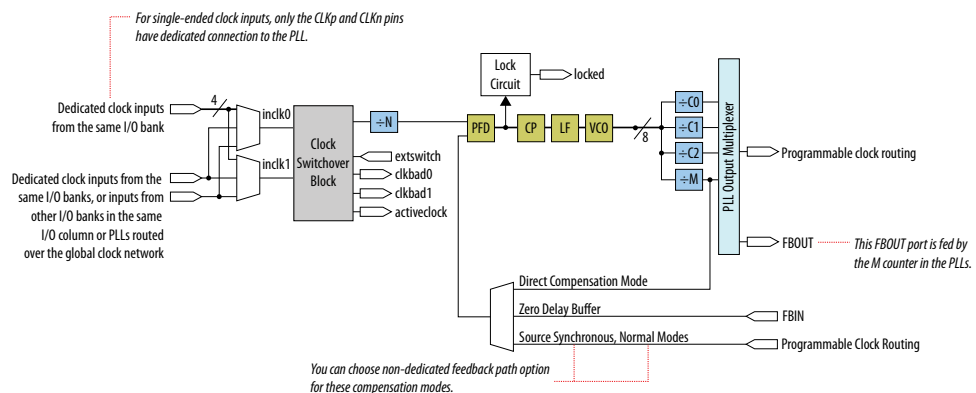 For single-ended clock inputs, only the CLKp and CLKn pins
have dedicated connection to the PLL.
Lock
Circuit
locked
4
Dedicated clock inputs
from the same I/O bank
inclk0
÷N
PFD
CP
LF
VCO
8
÷C0
÷C1
÷C2
÷M
PLL Output Multiplexer
Programmable clock routing
Clock
Switchover
Block
inclk1
extswitch
clkbad0
clkbad1
activeclock
Dedicated clock inputs from the
same I/O banks, or inputs from
other I/O banks in the same
I/O column or PLLs routed
over the global clock network
FBOUT
This FBOUT port is fed by
the M counter in the PLLs.
Direct Compensation Mode
Zero Delay Buffer
FBIN
Source Synchronous, Normal Modes
Programmable Clock Routing
You can choose non-dedicated feedback path option
for these compensation modes.